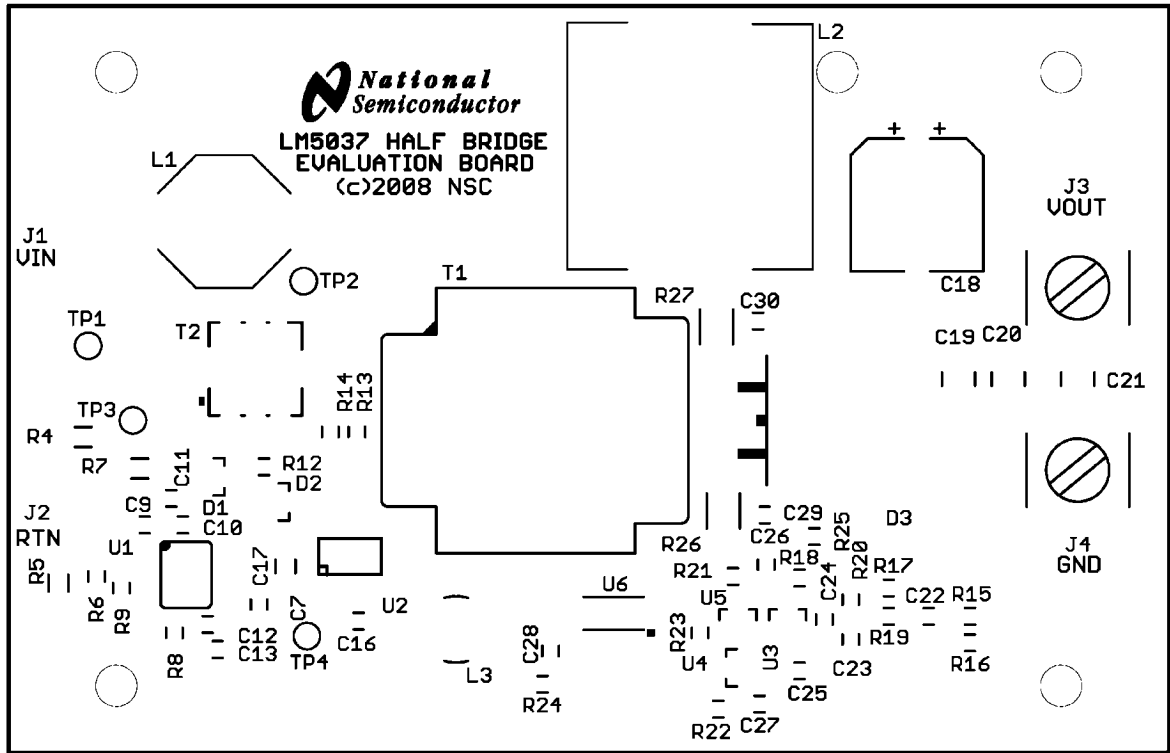 L2
National
Semiconductor
+ +
LM5037 HALF BRIDGE
EVALUATION BOARD
(c)2008 NSC
L1
J3
VOUT
J1
VIN
TP2
T1
C18
R27
C30
TP1
T2
C19
C20
C21
R14
R13
TP3
R4
R7
C11
R12
D2
C9
D1
C10
J2
RTN
U1
R26
C26
C29
R25
D3
J4
GND
R5
R6
R9
C17
C7
U2
C16
U6
R21
U5
R18
C24
R20
R17
C22
R15
R19
R16
R8
C12
C13
TP4
L3
C28
R24
R23
U4
U3
C23
C25
R22
C27